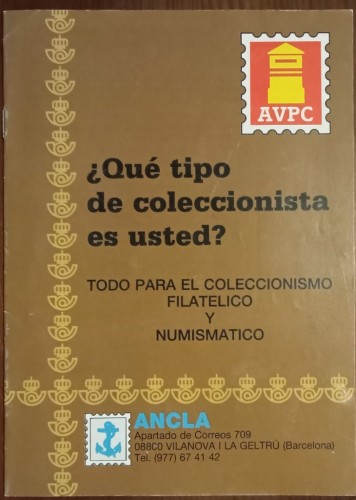 AVPC
¿Qué tipo
de coleccionista
es usted?
TODO PARA EL COLECCIONISMO
FILATELICO
Y
NUMISMATICO
ANCLA
Apartado de Correos 709
08800 VILANOVA I LA GELTRÚ (Barcelona)
Tel. (977) 67 41 42